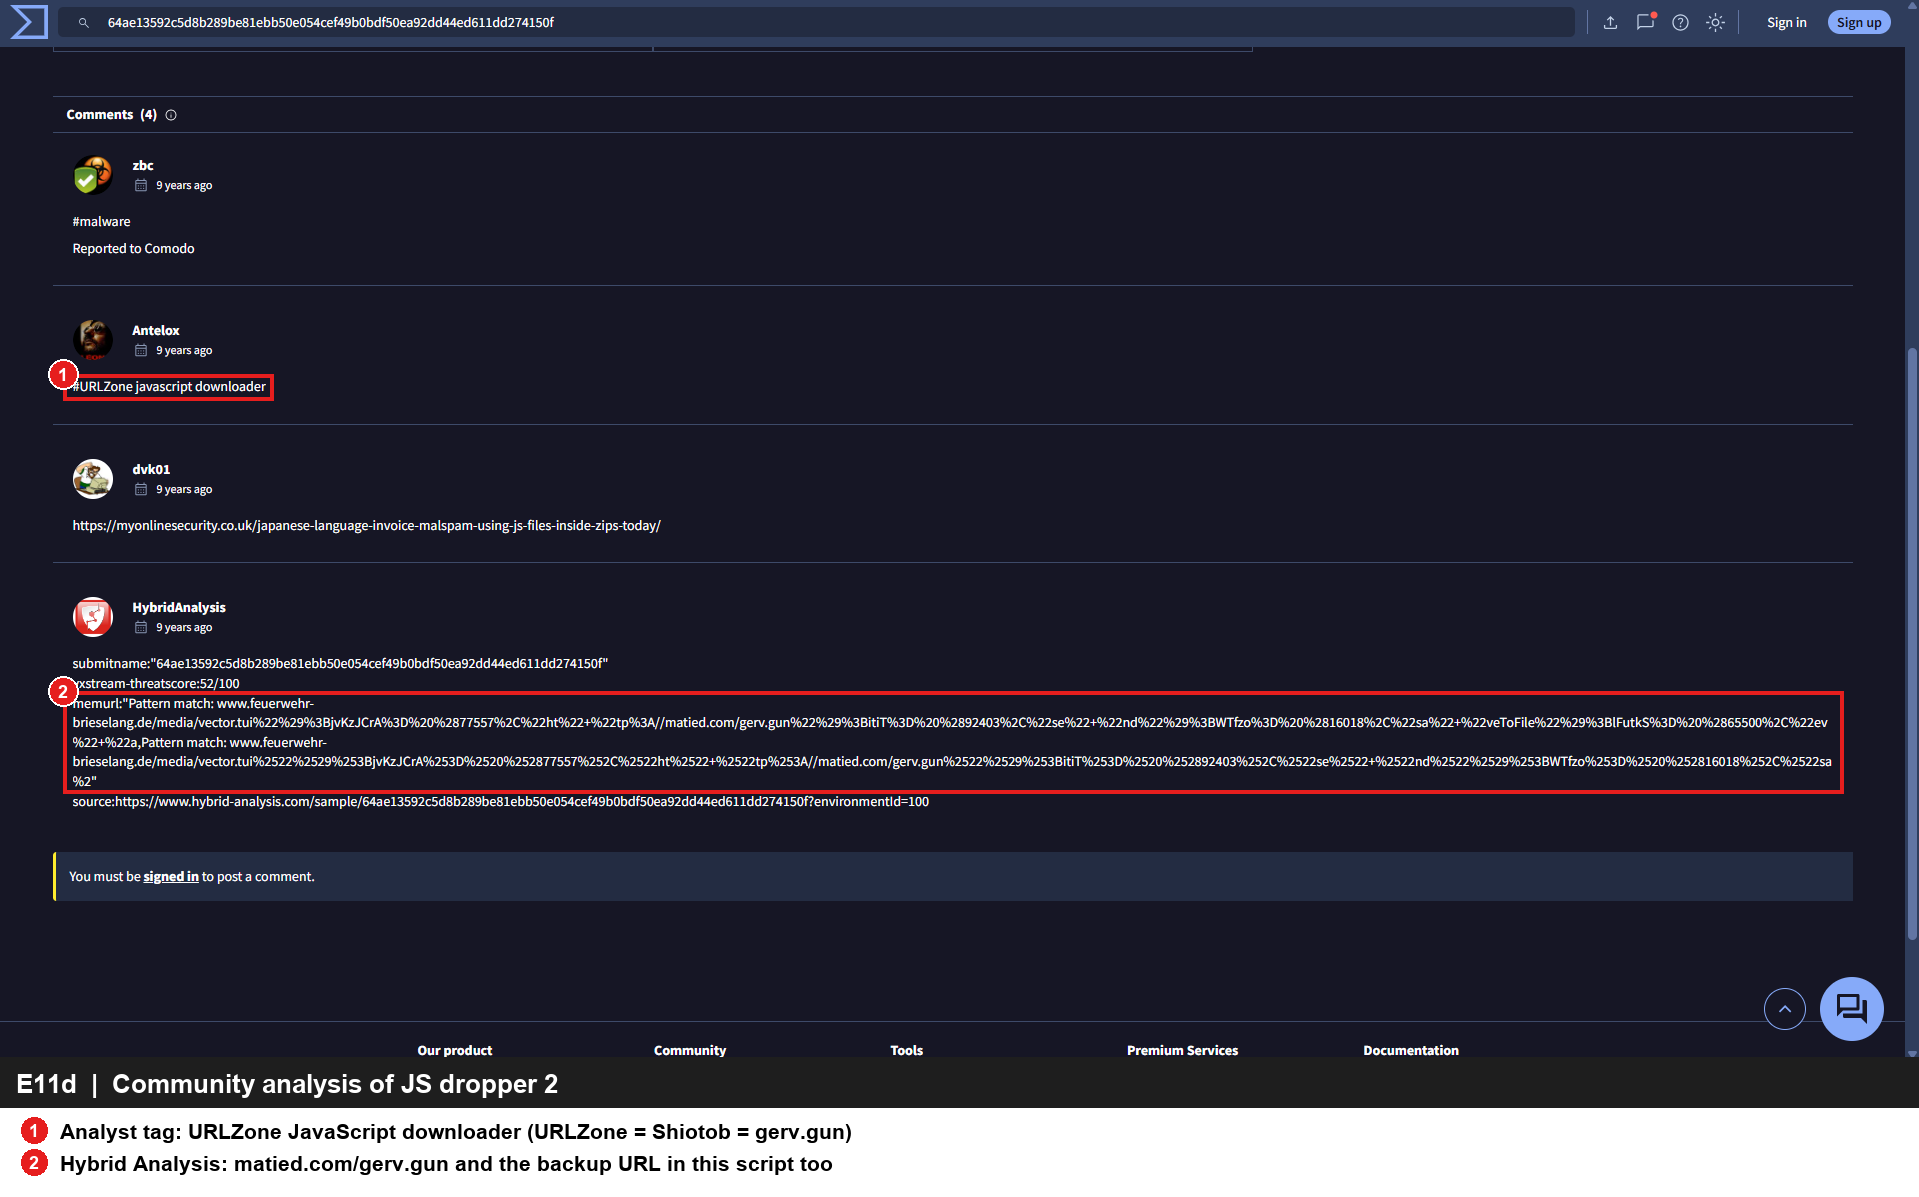 64ae13592c5d8b289be81ebb50e054cef49b0bdf50ea92dd44ed611dd274150f
Sign in
Sign up
Comments (4)
zbc
9 years ago
#malware
Reported to Comodo
Antelox
9 years ago
1
#URLZone javascript downloader
dvk01
9 years ago
https://myonlinesecurity.co.uk/japanese-language-invoice-malspam-using-js-files-inside-zips-today/
HybridAnalysis
9 years ago
submitname:"64ae13592c5d8b289be81ebb50e054cef49b0bdf50ea92dd44ed611dd274150f"
vxstream-threatscore:52/100
2
memurl:"Pattern match: www.feuerwehr-
brieselang.de/media/vector.tui%22%29%3BjvKzJCrA%3D%20%2877557%2C%22ht%22+%22tp%3A//matied.com/gerv.gun%22%29%3BitiT%3D%20%2892403%2C%22se%22+%22nd%22%29%3BWTfzo%3D%20%2816018%2C%22sa%22+%22veToFile%22%29%3BlFutkS%3D%20%2865500%2C%22ev
%22+%22a,Pattern match: www.feuerwehr-
brieselang.de/media/vector.tui%2522%2529%253BjvKzJCrA%253D%2520%252877557%252C%2522ht%2522+%2522tp%253A//matied.com/gerv.gun%2522%2529%253BitiT%253D%2520%252892403%252C%2522se%2522+%2522nd%2522%2529%253BWTfzo%253D%2520%252816018%252C%2522sa
%2"
source:https://www.hybrid-analysis.com/sample/64ae13592c5d8b289be81ebb50e054cef49b0bdf50ea92dd44ed611dd274150f?environmentId=100
You must be signed in to post a comment.
Our product
Community
Tools
Premium Services
Documentation
E11d | Community analysis of JS dropper 2
1 Analyst tag: URLZone JavaScript downloader (URLZone = Shiotob = gerv.gun)
2 Hybrid Analysis: matied.com/gerv.gun and the backup URL in this script too